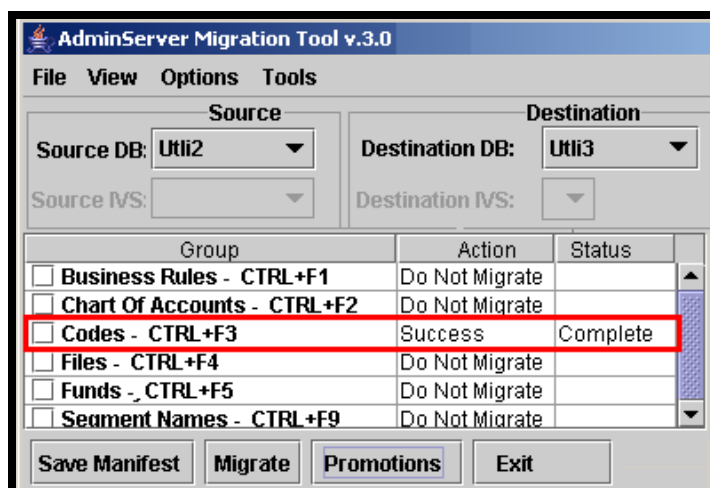 AdminServer Migration Tool v.3.0
File View Options Tools
Source Destination
Source DB: Utli2 Destination DB: Utli3
Source IVS: Destination IVS:
Group Action Status
Business Rules - CTRL+F1 Do Not Migrate
Chart Of Accounts - CTRL+F2 Do Not Migrate
Codes - CTRL+F3 Success Complete
Files - CTRL+F4 Do Not Migrate
Funds - CTRL+F5 Do Not Migrate
Segment Names - CTRL+F9 Do Not Migrate
Save Manifest Migrate Promotions Exit